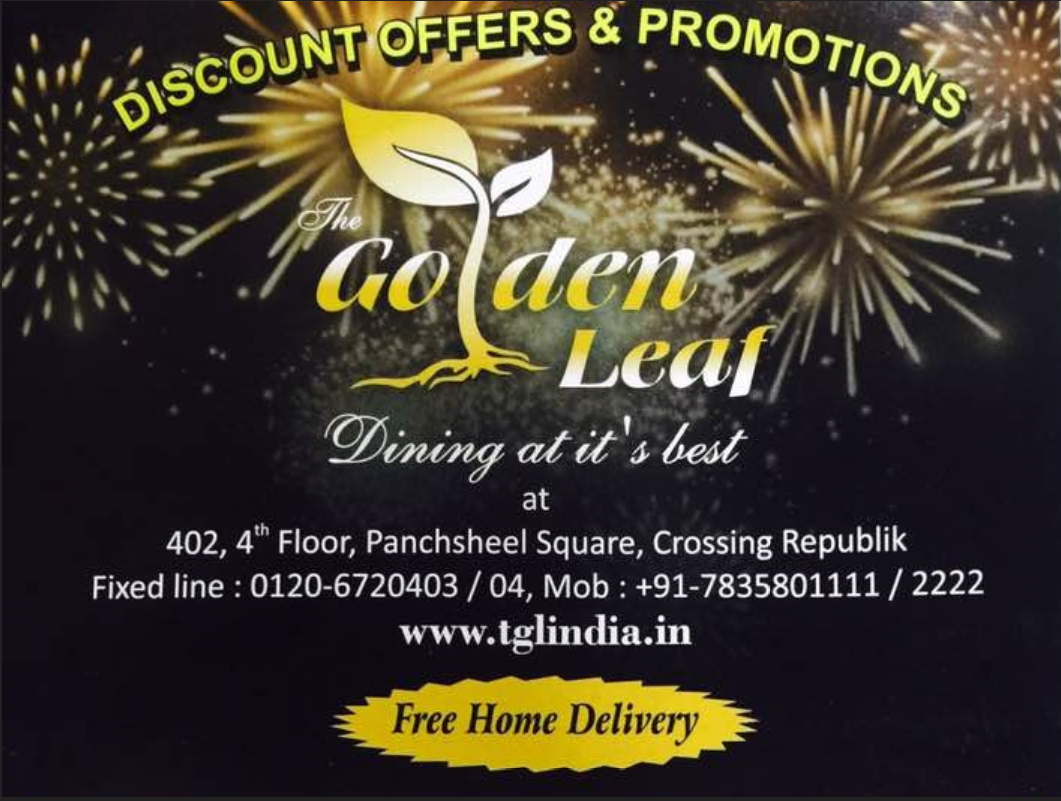 DISCOUNT OFFERS & PROMOTIONS
The
Golden
Leaf
Dining at it's best
at
402, 4th Floor, Panchsheel Square, Crossing Republik
Fixed line : 0120-6720403 / 04, Mob : +91-7835801111 / 2222
www.tglindia.in
Free Home Delivery